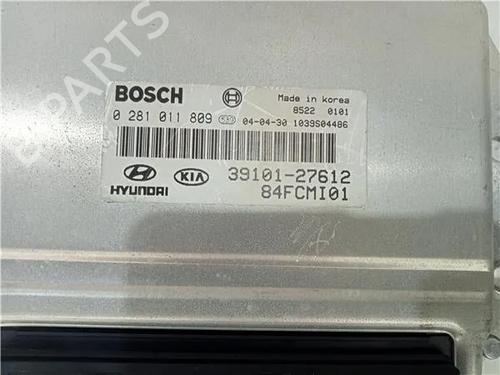 BOSCH
Made in korea
8522 0101
0 281 011 809
04-04-30 1039S04486
HYUNDAI
KIA
39101-27612
84FCMI01